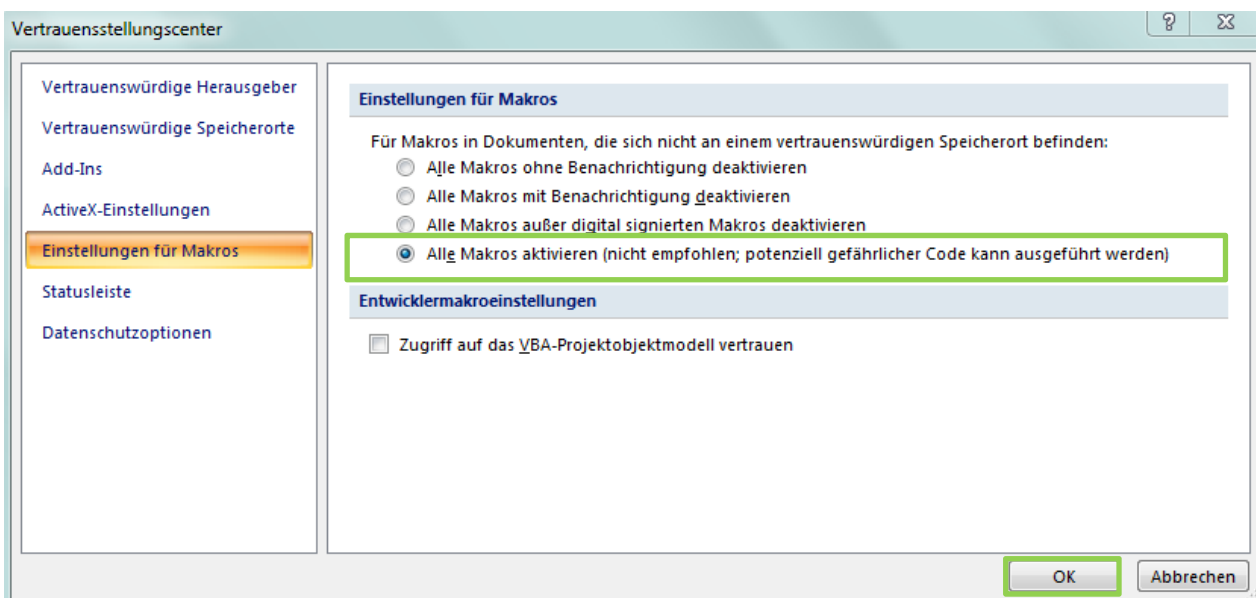 Vertrauensstellungscenter
Vertrauenswürdige Herausgeber
Vertrauenswürdige Speicherorte
Add-Ins
ActiveX-Einstellungen
Einstellungen für Makros
Statusleiste
Datenschutzoptionen
Einstellungen für Makros
Für Makros in Dokumenten, die sich nicht an einem vertrauenswürdigen Speicherort befinden:
Alle Makros ohne Benachrichtigung deaktivieren
Alle Makros mit Benachrichtigung deaktivieren
Alle Makros außer digital signierten Makros deaktivieren
Alle Makros aktivieren (nicht empfohlen; potenziell gefährlicher Code kann ausgeführt werden)
Entwicklermakroeinstellungen
Zugriff auf das VBA-Projektobjektmodell vertrauen
OK
Abbrechen